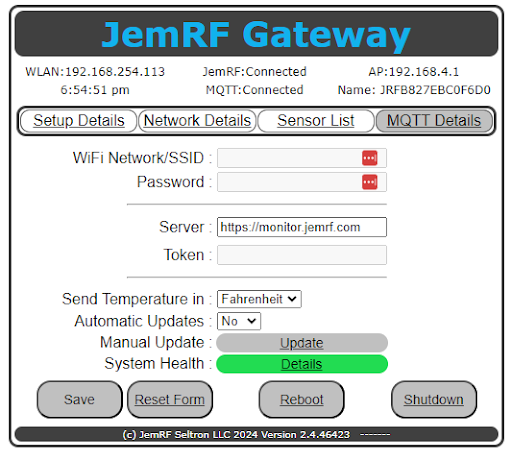 JemRF Gateway
WLAN:192.168.254.113 JemRF:Connected AP:192.168.4.1
6:54:51 pm MQTT:Connected Name: JRFB827EBC0F6D0
Setup Details Network Details Sensor List MQTT Details
WiFi Network/SSID :
Password :
Server : https://monitor.jemrf.com
Token :
Send Temperature in : Fahrenheit
Automatic Updates : No
Manual Update : Update
System Health : Details
Save Reset Form Reboot Shutdown
(c) JemRF Seltron LLC 2024 Version 2.4.46423 -------